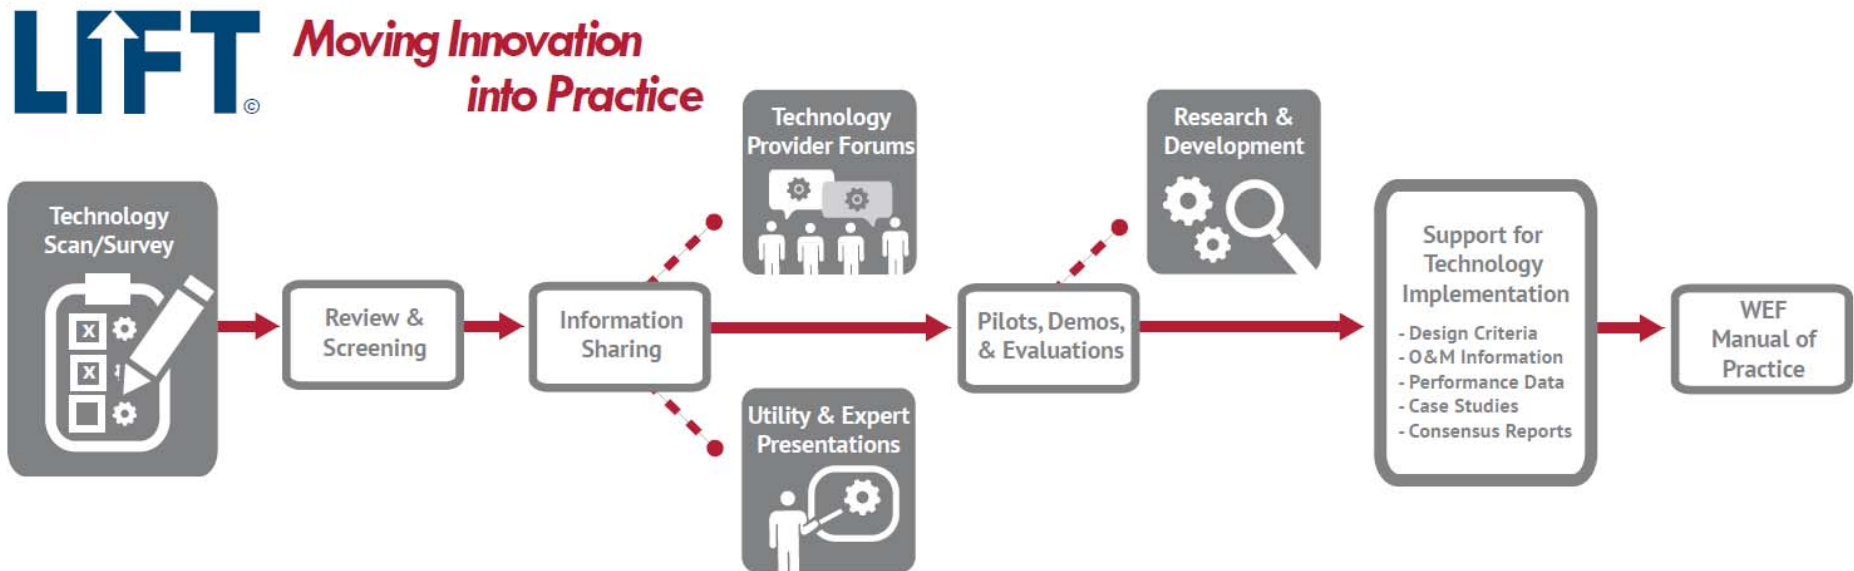 LIFT©
Moving Innovation
into Practice
Technology
Scan/Survey
x
x
Review &
Screening
Information
Sharing
Technology
Provider Forums
Utility & Expert
Presentations
Pilots, Demos,
& Evaluations
Research &
Development
Support for
Technology
Implementation
- Design Criteria
- O&M Information
- Performance Data
- Case Studies
- Consensus Reports
WEF
Manual of
Practice